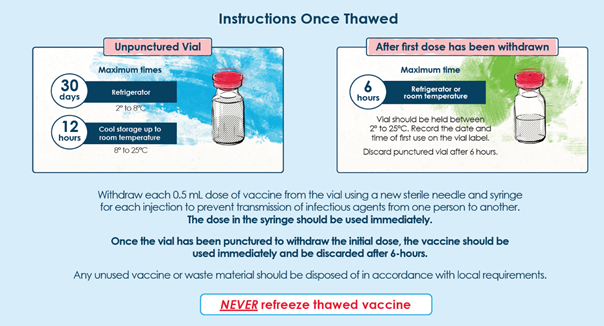 Instructions Once Thawed
Unpunctured Vial
Maximum times
30
days
Refrigerator
2° to 8°C
12
hours
Cool storage up to
room temperature
8° to 25°C
After first dose has been withdrawn
Maximum time
6
hours
Refrigerator or
room temperature
Vial should be held between
2° to 25°C. Record the date and
time of first use on the vial label.
Discard punctured vial after 6 hours.
Withdraw each 0.5 mL dose of vaccine from the vial using a new sterile needle and syringe
for each injection to prevent transmission of infectious agents from one person to another.
The dose in the syringe should be used immediately.
Once the vial has been punctured to withdraw the initial dose, the vaccine should be
used immediately and be discarded after 6-hours.
Any unused vaccine or waste material should be disposed of in accordance with local requirements.
NEVER refreeze thawed vaccine